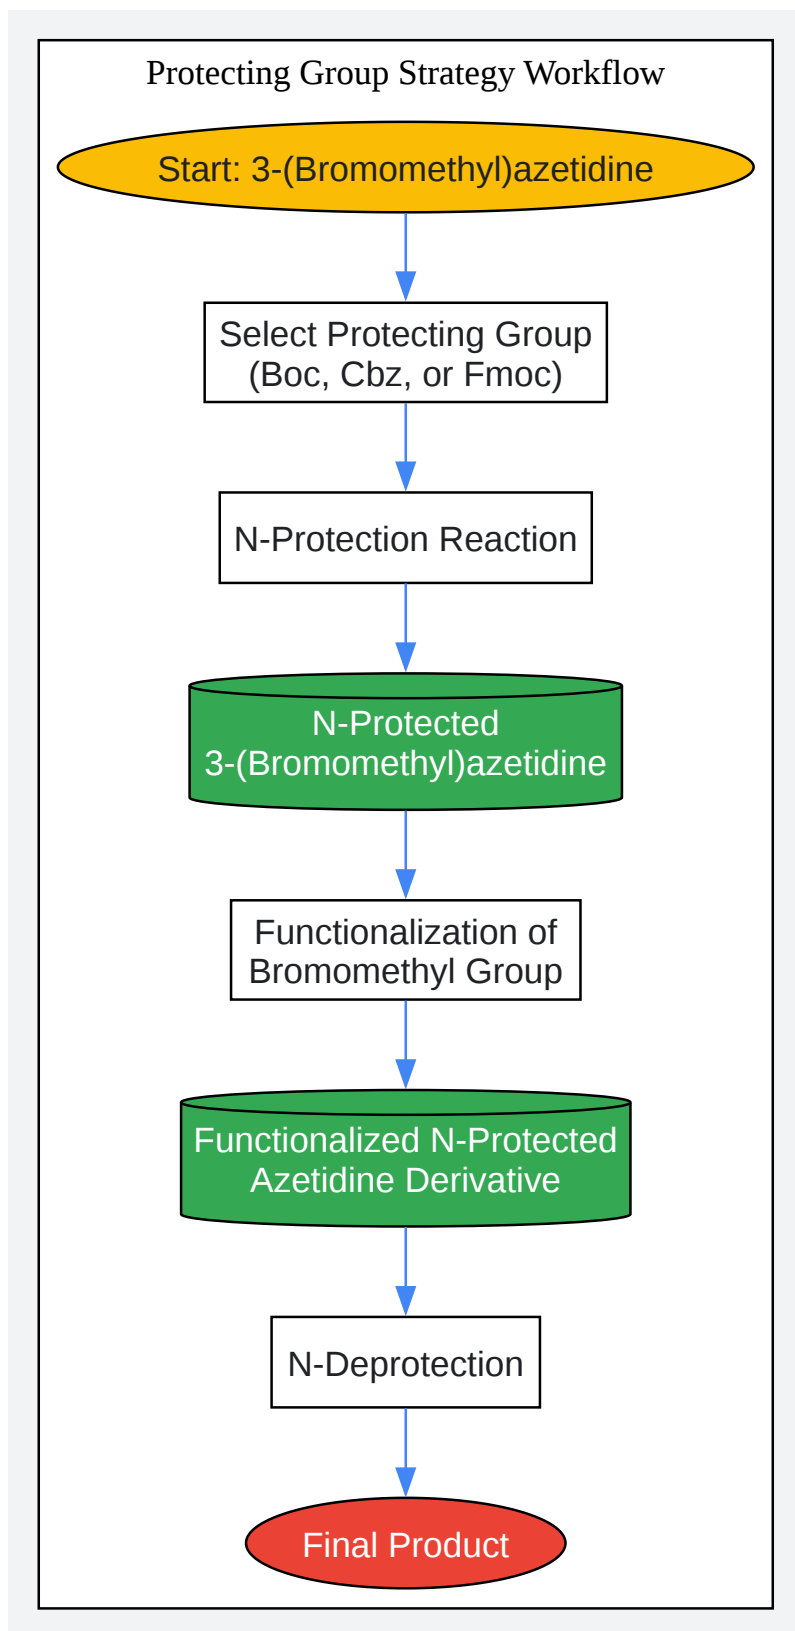 Protecting Group Strategy Workflow
Start: 3-(Bromomethyl)azetidine
Select Protecting Group
(Boc, Cbz, or Fmoc)
N-Protection Reaction
N-Protected
3-(Bromomethyl)azetidine
Functionalization of
Bromomethyl Group
Functionalized N-Protected
Azetidine Derivative
N-Deprotection
Final Product